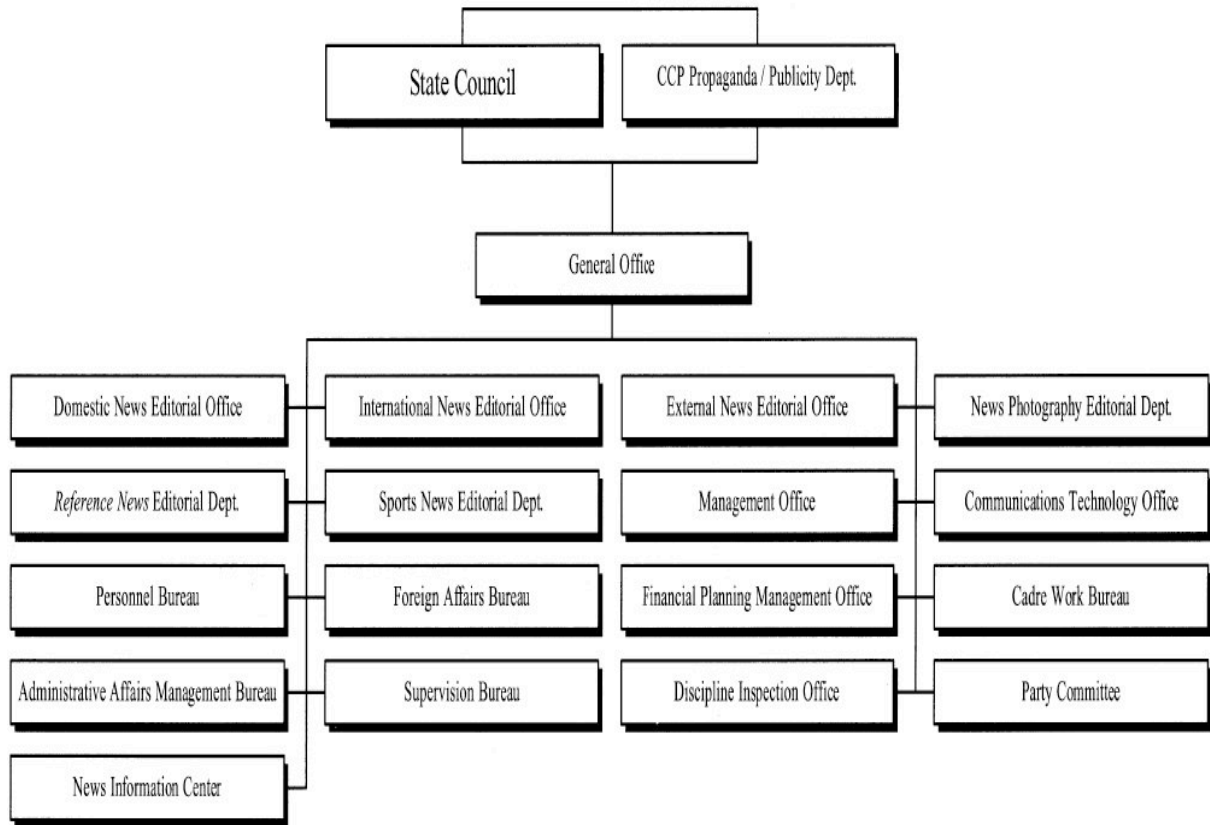 State Council
CCP Propaganda / Publicity Dept.
General Office
Domestic News Editorial Office
International News Editorial Office
External News Editorial Office
News Photography Editorial Dept.
Reference News Editorial Dept.
Sports News Editorial Dept.
Management Office
Communications Technology Office
Personnel Bureau
Foreign Affairs Bureau
Financial Planning Management Office
Cadre Work Bureau
Administrative Affairs Management Bureau
Supervision Bureau
Discipline Inspection Office
Party Committee
News Information Center